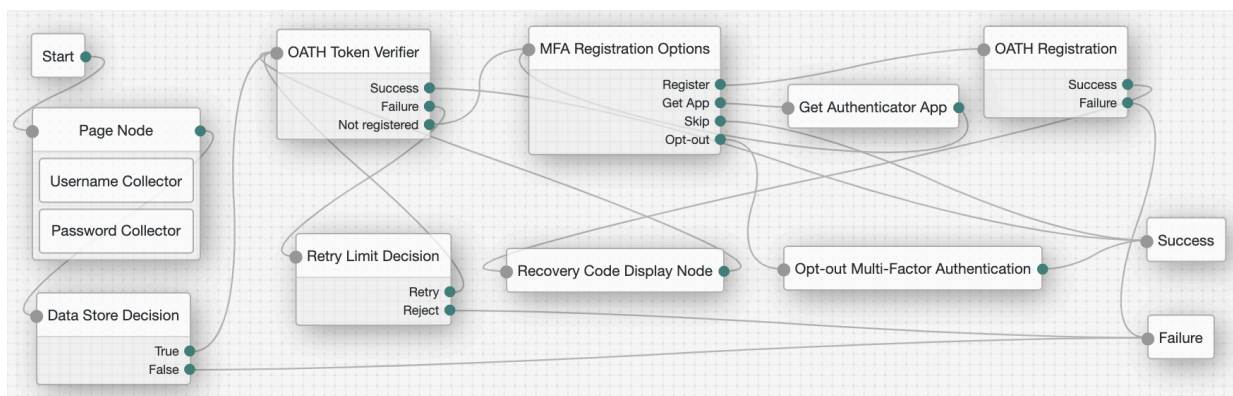 Start
Page Node
Username Collector
Password Collector
Data Store Decision
True
False
OATH Token Verifier
Success
Failure
Not registered
Retry Limit Decision
Retry
Reject
MFA Registration Options
Register
Get App
Skip
Opt-out
Get Authenticator App
Recovery Code Display Node
Opt-out Multi-Factor Authentication
OATH Registration
Success
Failure
Success
Failure